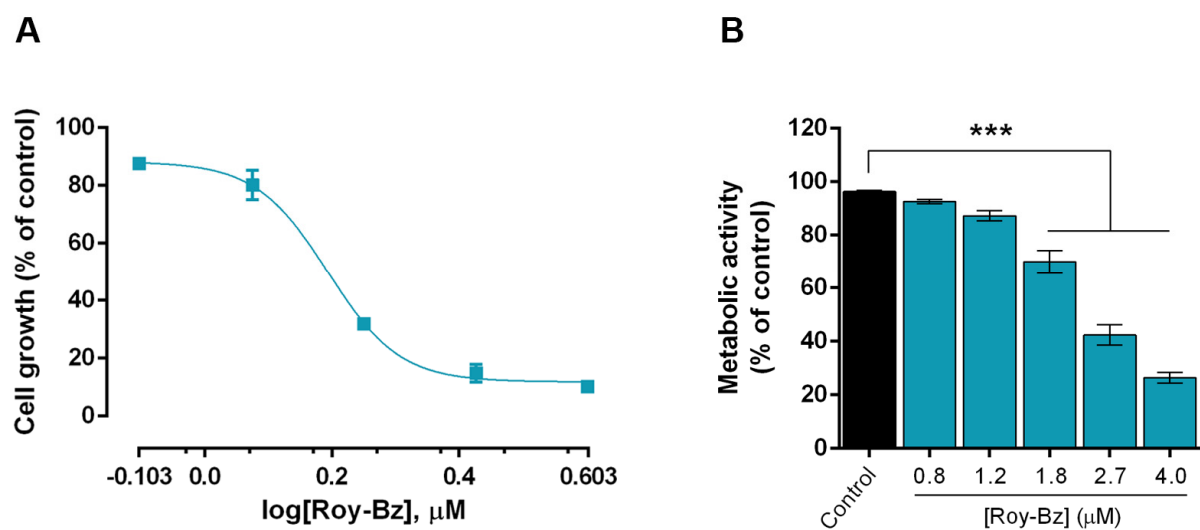 A
Cell growth (% of control)
100
80
60
40
20
0
-0.103 0.0 0.2 0.4 0.603
log[Roy-Bz], μM
B
Metabolic activity
(% of control)
120
100
80
60
40
20
0
***
Control 0.8 1.2 1.8 2.7 4.0
[Roy-Bz] (μM)